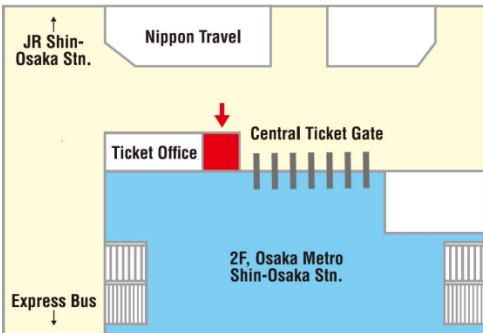 ↑
JR Shin-
Osaka Stn.
Nippon Travel
Central Ticket Gate
Ticket Office
2F, Osaka Metro
Shin-Osaka Stn.
Express Bus
↓